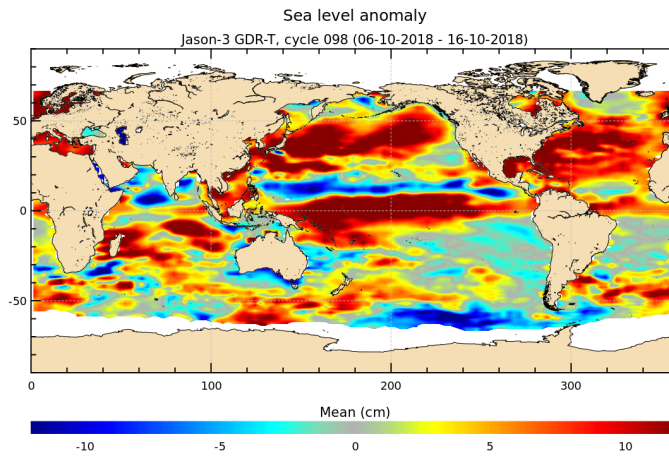 Sea level anomaly
Jason-3 GDR-T, cycle 098 (06-10-2018 - 16-10-2018)
50
0
-50
0 100 200 300
Mean (cm)
-10 -5 0 5 10